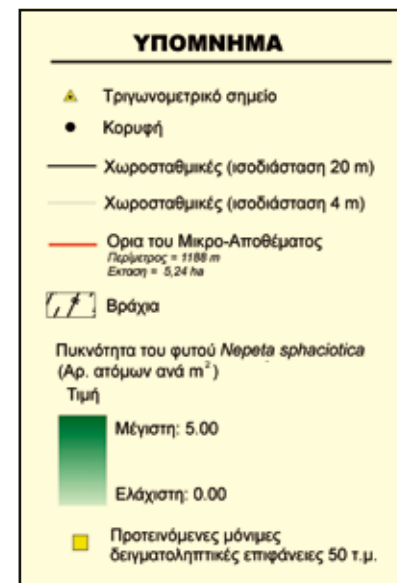 ΥΠΟΜΝΗΜΑ
Τριγωνομετρικό σημείο
Κορυφή
Χωροσταθμικές (ισοδιάσταση 20 m)
Χωροσταθμικές (ισοδιάσταση 4 m)
Ορια του Μικρο-Αποθέματος
Περίμετρος = 1188 m
Εκταση = 5,24 ha
Βράχια
Πυκνότητα του φυτού Nepeta sphaciotica
(Αρ. ατόμων ανά m²)
Τιμή
Μέγιστη: 5.00
Ελάχιστη: 0.00
Προτεινόμενες μόνιμες
δειγματοληπτικές επιφάνειες 50 τ.μ.